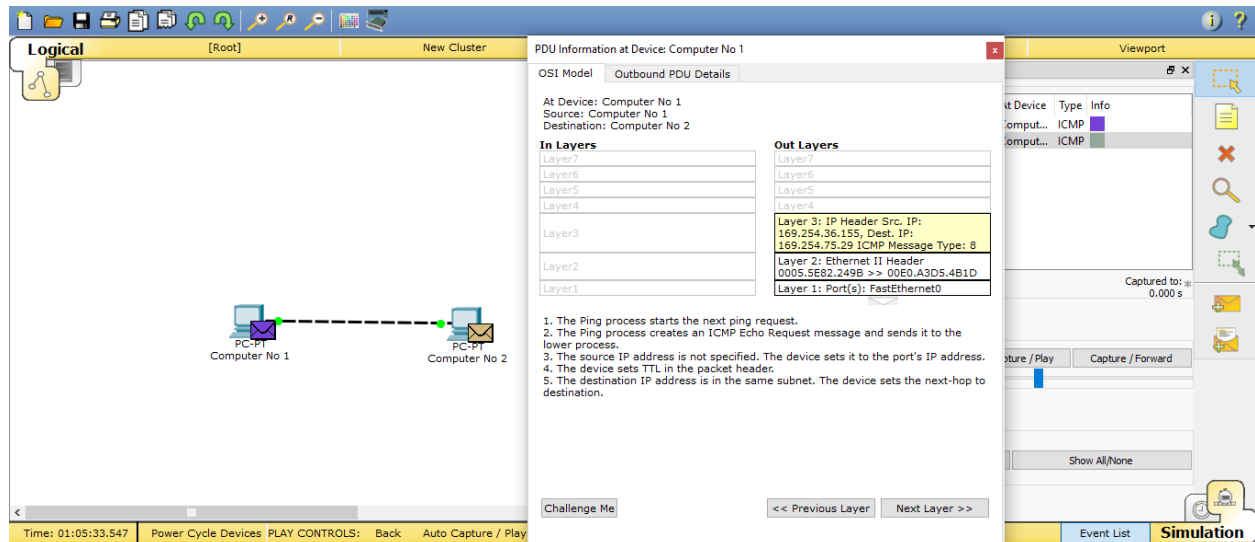 Logical
[Root]
New Cluster
Viewport
PDU Information at Device: Computer No 1
x
OSI Model
Outbound PDU Details
At Device: Computer No 1
Source: Computer No 1
Destination: Computer No 2
In Layers
Out Layers
Layer7
Layer7
Layer6
Layer6
Layer5
Layer5
Layer4
Layer4
Layer3
Layer 3: IP Header Src. IP:
169.254.36.155, Dest. IP:
169.254.75.29 ICMP Message Type: 8
Layer2
Layer 2: Ethernet II Header
0005.5E82.249B >> 00E0.A3D5.4B1D
Layer1
Layer 1: Port(s): FastEthernet0
1. The Ping process starts the next ping request.
2. The Ping process creates an ICMP Echo Request message and sends it to the
lower process.
3. The source IP address is not specified. The device sets it to the port's IP address.
4. The device sets TTL in the packet header.
5. The destination IP address is in the same subnet. The device sets the next-hop to
destination.
Challenge Me
<< Previous Layer
Next Layer >>
PC-PT
Computer No 1
PC-PT
Computer No 2
At Device Type Info
Comput... ICMP
Comput... ICMP
Captured to: *
0.000 s
pture / Play
Capture / Forward
Show All/None
Time: 01:05:33.547
Power Cycle Devices PLAY CONTROLS: Back Auto Capture / Play
Event List
Simulation